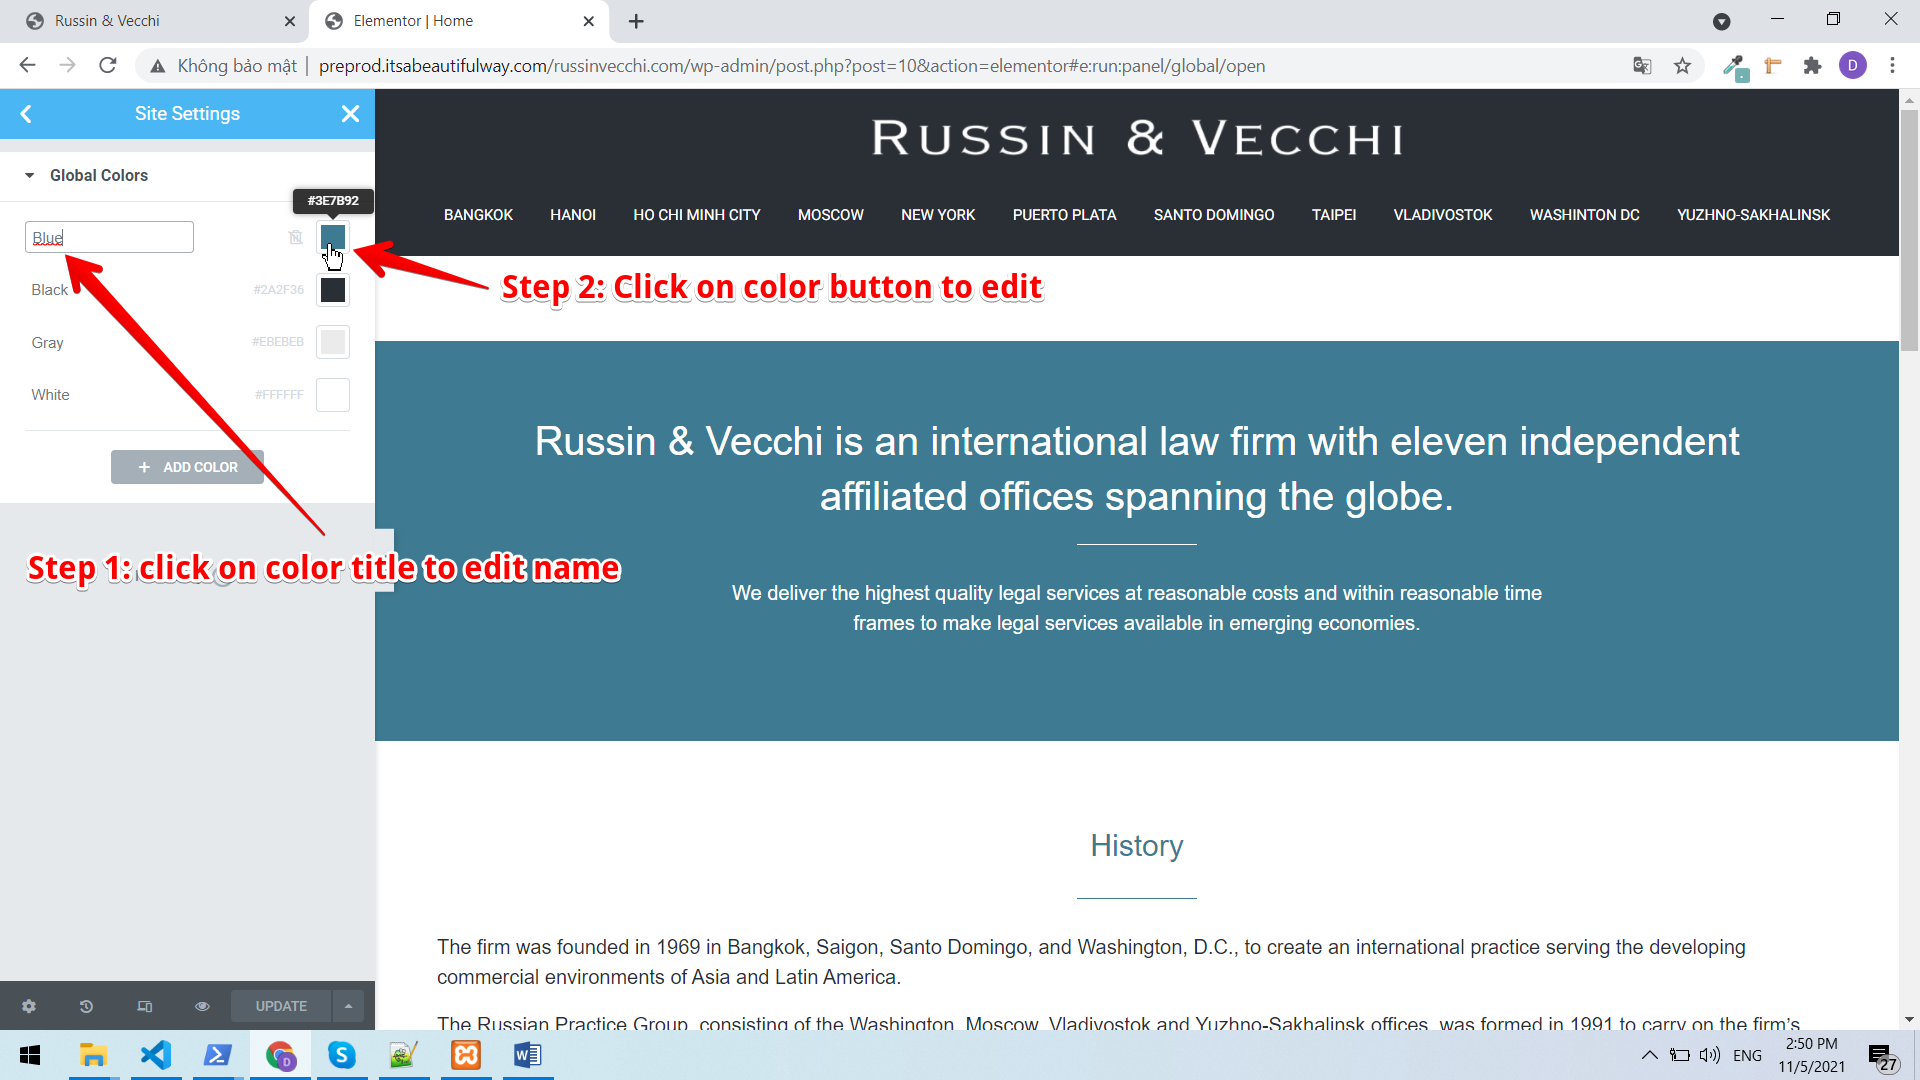 Russin & Vecchi
Elementor | Home
Không bảo mật
preprod.itsabeautifulway.com/russinvecchi.com/wp-admin/post.php?post=10&action=elementor#e:run:panel/global/open
D
Site Settings
Global Colors
#3E7B92
Blue
Black #2A2F36
Gray #EBEBEB
White #FFFFFF
+ ADD COLOR
Step 1: click on color title to edit name
Step 2: Click on color button to edit
UPDATE
RUSSIN & VECCHI
BANGKOK HANOI HO CHI MINH CITY MOSCOW NEW YORK PUERTO PLATA SANTO DOMINGO TAIPEI VLADIVOSTOK WASHINTON DC YUZHNO-SAKHALINSK
Russin & Vecchi is an international law firm with eleven independent
affiliated offices spanning the globe.
We deliver the highest quality legal services at reasonable costs and within reasonable time
frames to make legal services available in emerging economies.
History
The firm was founded in 1969 in Bangkok, Saigon, Santo Domingo, and Washington, D.C., to create an international practice serving the developing
commercial environments of Asia and Latin America.
The Russian Practice Group, consisting of the Washington, Moscow, Vladivostok and Yuzhno-Sakhalinsk offices, was formed in 1991 to carry on the firm's
ENG
2:50 PM
11/5/2021
27